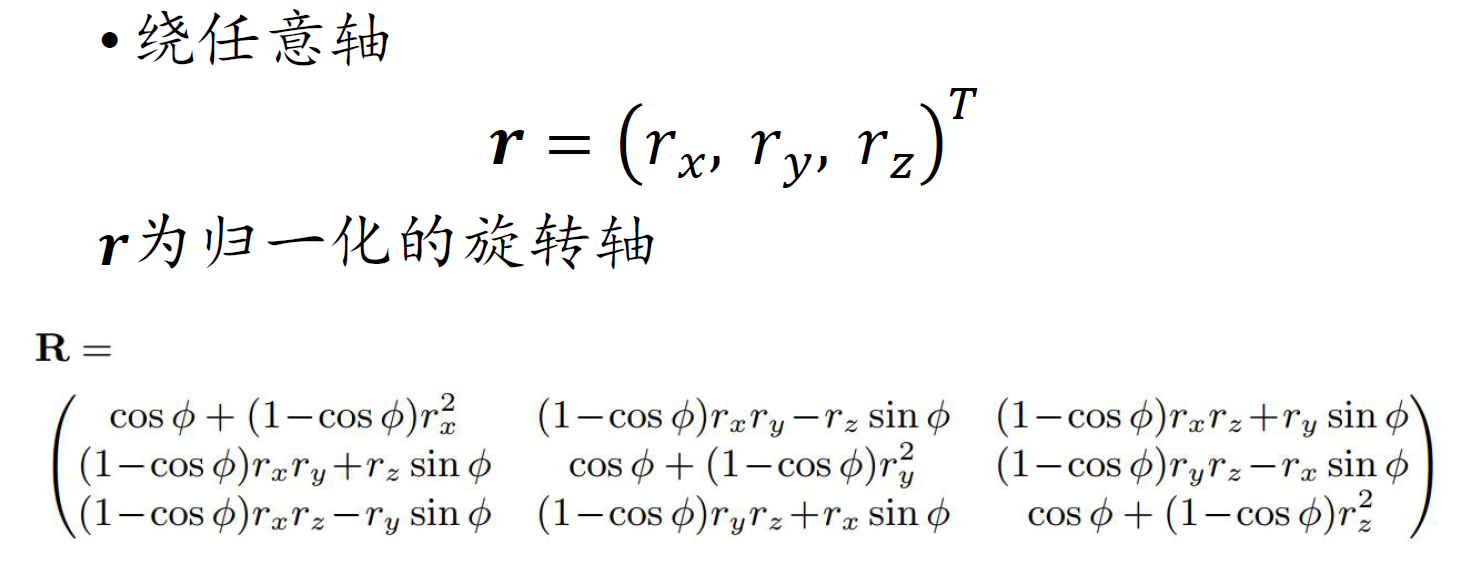 • 绕任意轴
r = (r_x, r_y, r_z)^T
r为归一化的旋转轴
R =
cos ϕ + (1−cos ϕ)r_x^2 (1−cos ϕ)r_x r_y−r_z sin ϕ (1−cos ϕ)r_x r_z+r_y sin ϕ
(1−cos ϕ)r_x r_y+r_z sin ϕ cos ϕ + (1−cos ϕ)r_y^2 (1−cos ϕ)r_y r_z−r_x sin ϕ
(1−cos ϕ)r_x r_z−r_y sin ϕ (1−cos ϕ)r_y r_z+r_x sin ϕ cos ϕ + (1−cos ϕ)r_z^2